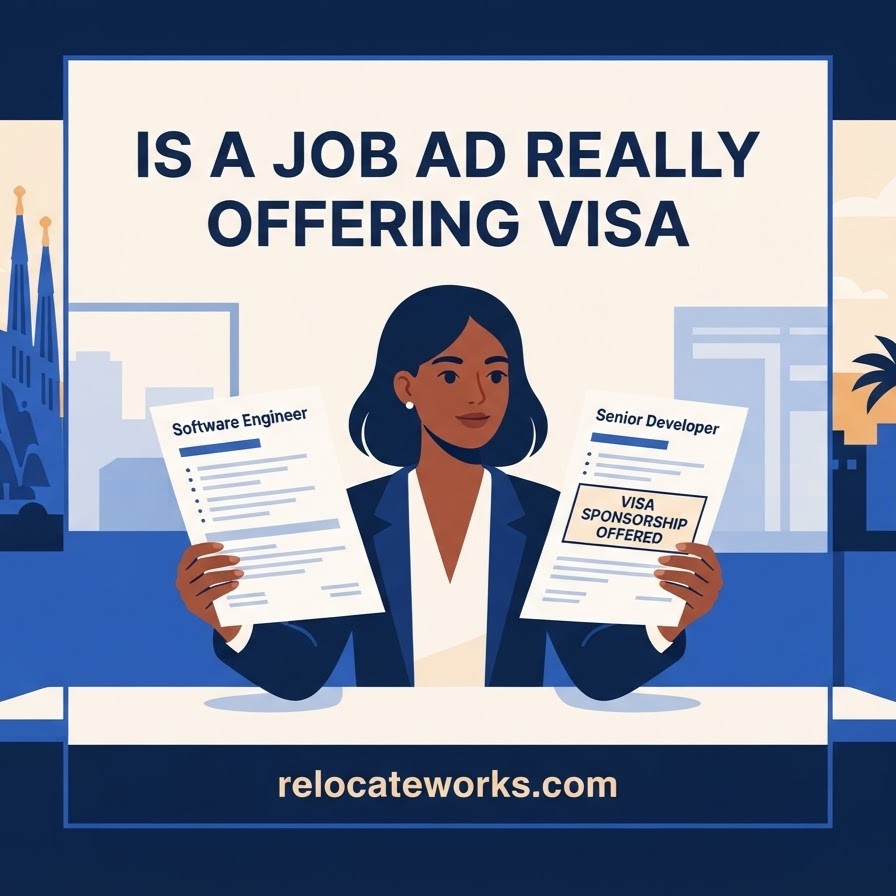 IS A JOB AD REALLY
OFFERING VISA
Software Engineer
Senior Developer
VISA
SPONSORSHIP
OFFERED
relocateworks.com